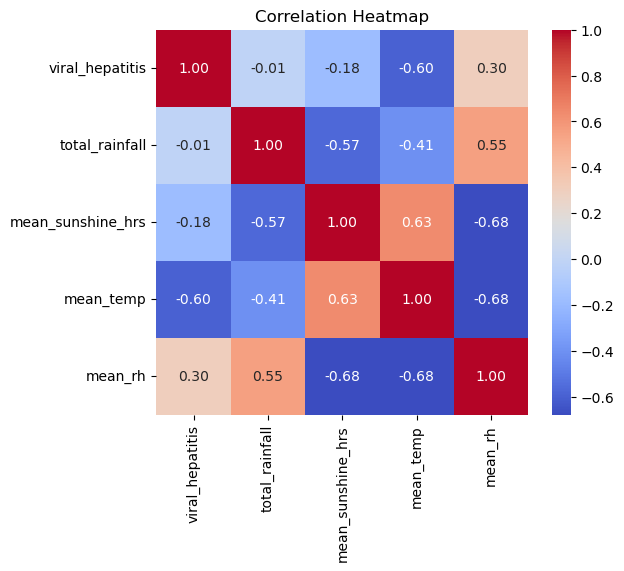 Correlation Heatmap
viral_hepatitis 1.00 -0.01 -0.18 -0.60 0.30
total_rainfall -0.01 1.00 -0.57 -0.41 0.55
mean_sunshine_hrs -0.18 -0.57 1.00 0.63 -0.68
mean_temp -0.60 -0.41 0.63 1.00 -0.68
mean_rh 0.30 0.55 -0.68 -0.68 1.00
viral_hepatitis
total_rainfall
mean_sunshine_hrs
mean_temp
mean_rh
1.0
0.8
0.6
0.4
0.2
0.0
−0.2
−0.4
−0.6